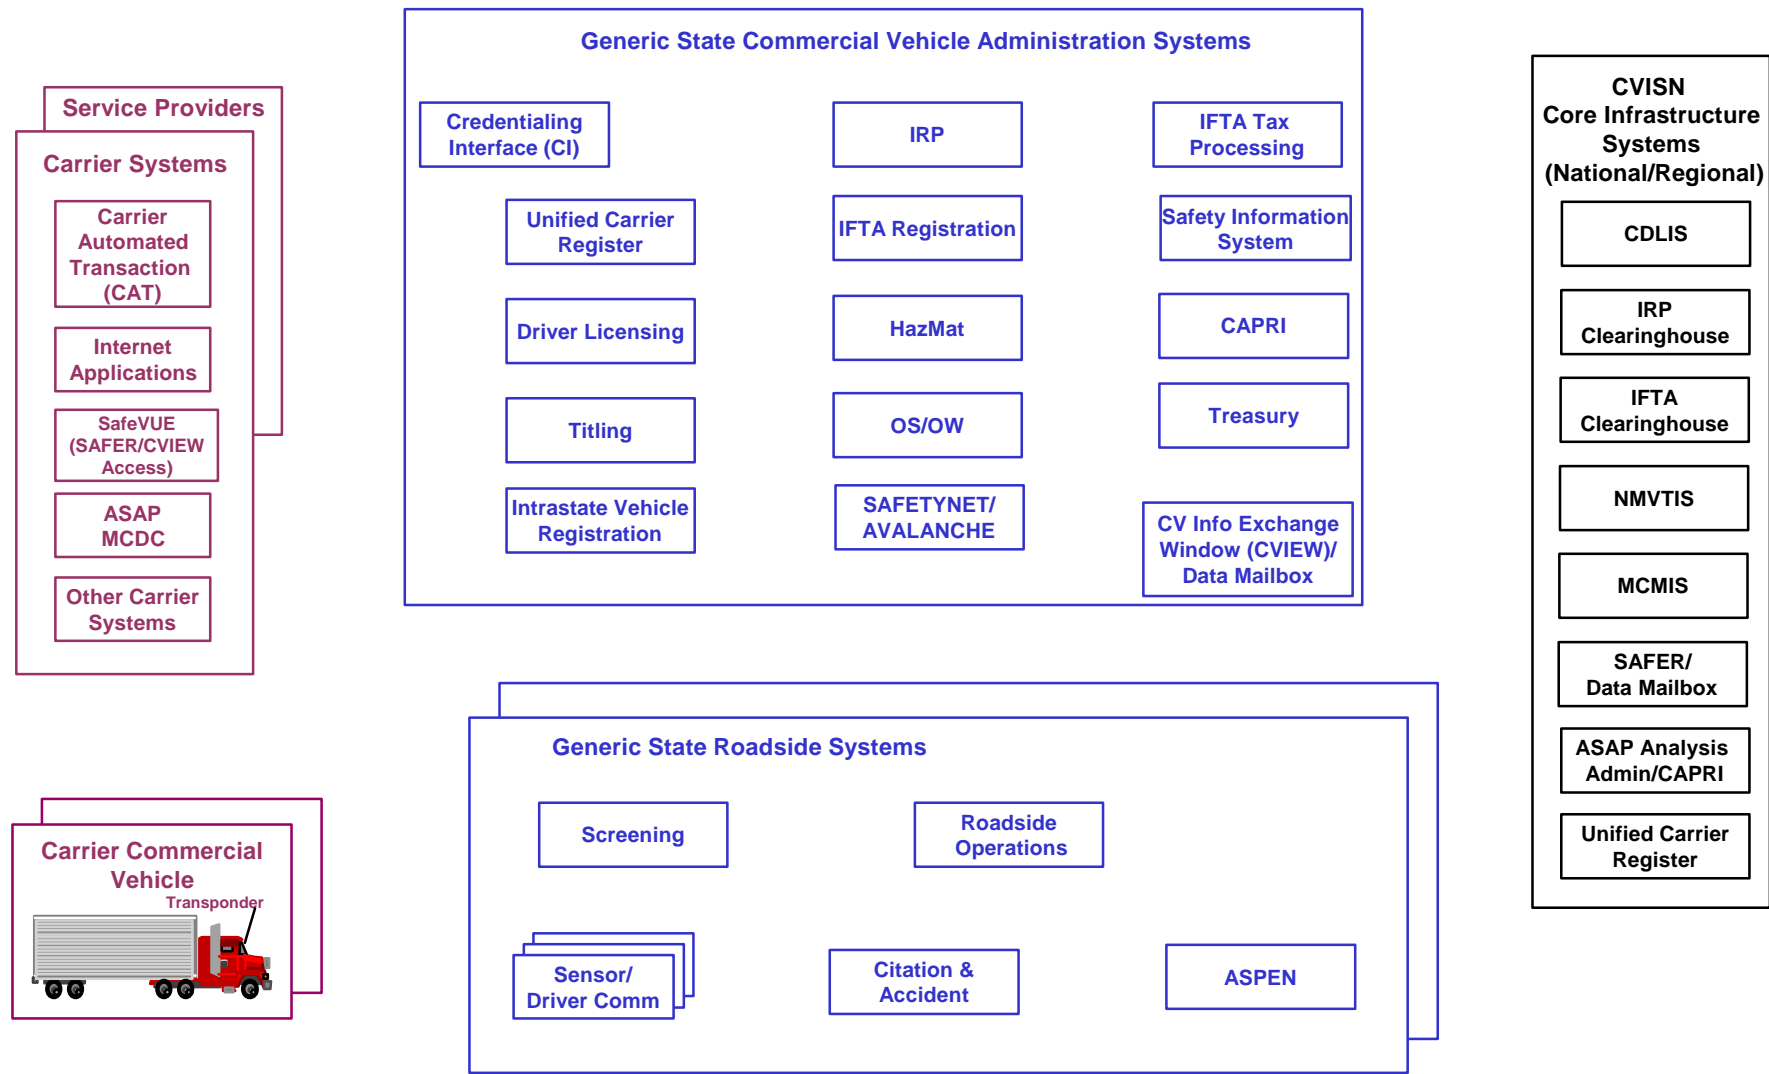 Service Providers
Carrier Systems
Carrier
Automated
Transaction
(CAT)
Internet
Applications
SafeVUE
(SAFER/CVIEW
Access)
ASAP
MCDC
Other Carrier
Systems
Carrier Commercial
Vehicle
Transponder
Generic State Commercial Vehicle Administration Systems
Credentialing
Interface (CI)
IRP
IFTA Tax
Processing
Unified Carrier
Register
IFTA Registration
Safety Information
System
Driver Licensing
HazMat
CAPRI
Titling
OS/OW
Treasury
Intrastate Vehicle
Registration
SAFETYNET/
AVALANCHE
CV Info Exchange
Window (CVIEW)/
Data Mailbox
Generic State Roadside Systems
Screening
Roadside
Operations
Sensor/
Driver Comm
Citation &
Accident
ASPEN
CVISN
Core Infrastructure
Systems
(National/Regional)
CDLIS
IRP
Clearinghouse
IFTA
Clearinghouse
NMVTIS
MCMIS
SAFER/
Data Mailbox
ASAP Analysis
Admin/CAPRI
Unified Carrier
Register